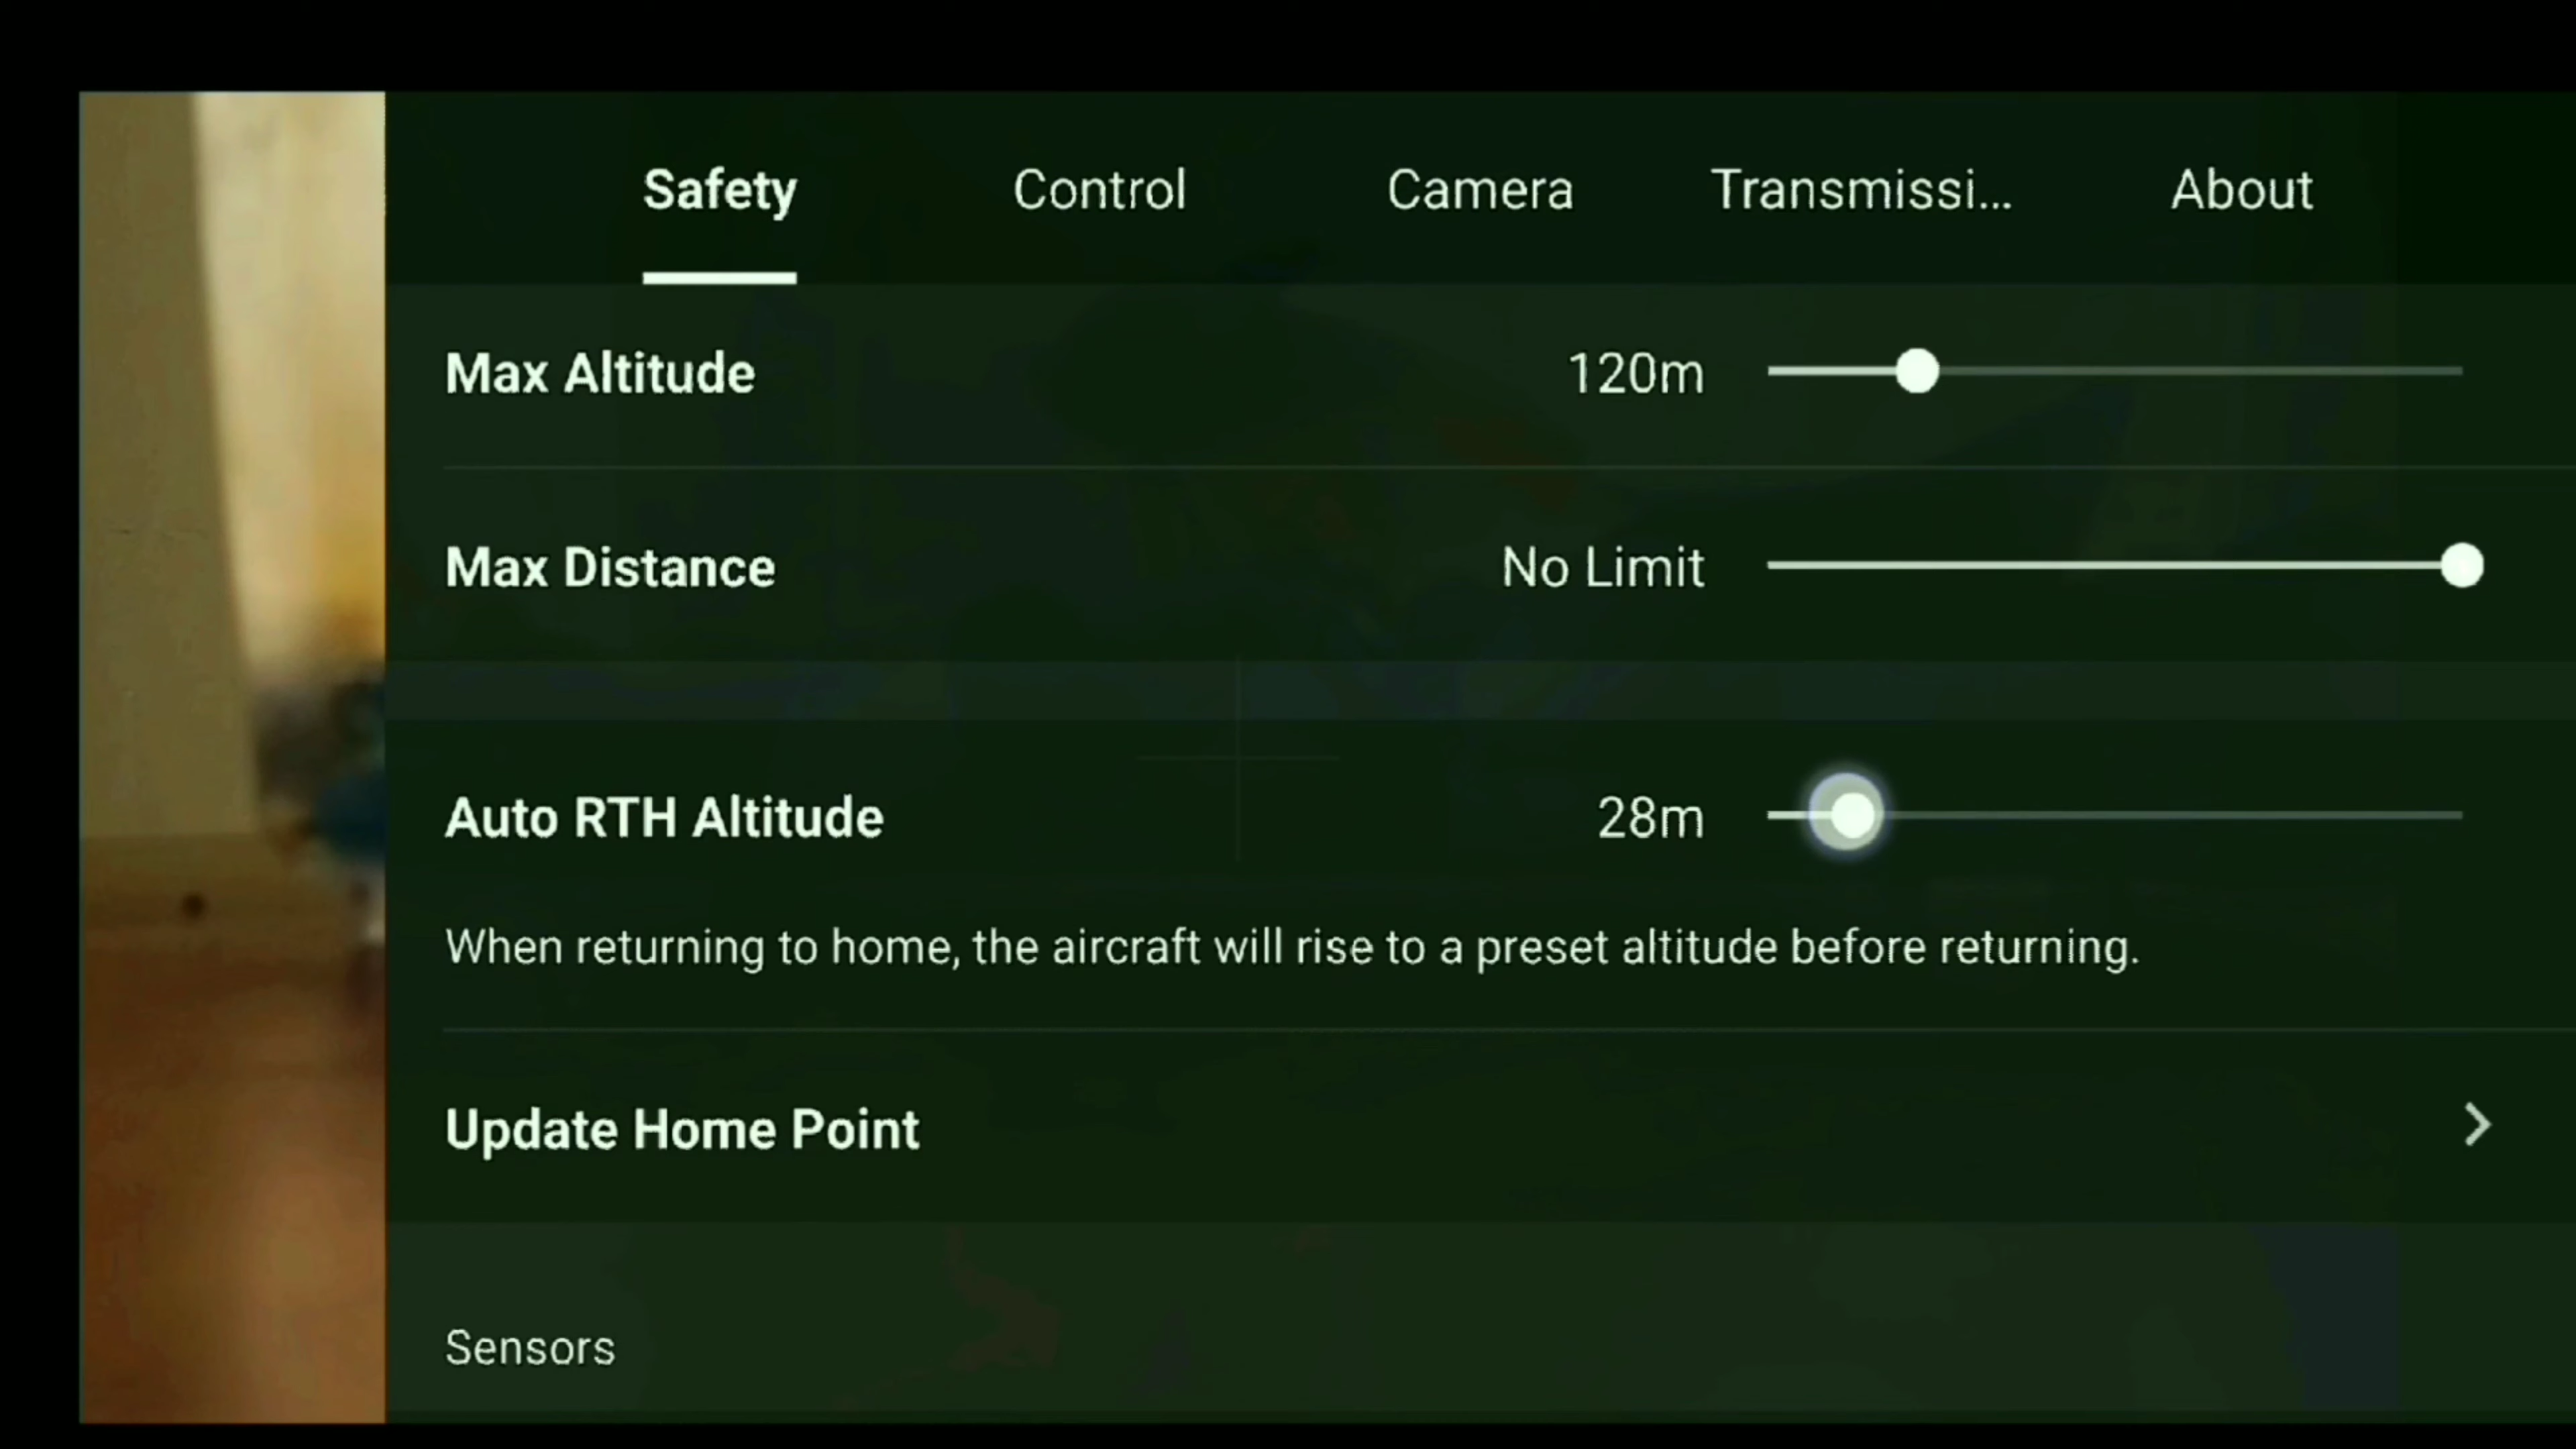 Safety Control Camera Transmissi... About
Max Altitude 120m
Max Distance No Limit
Auto RTH Altitude 28m
When returning to home, the aircraft will rise to a preset altitude before returning.
Update Home Point
Sensors